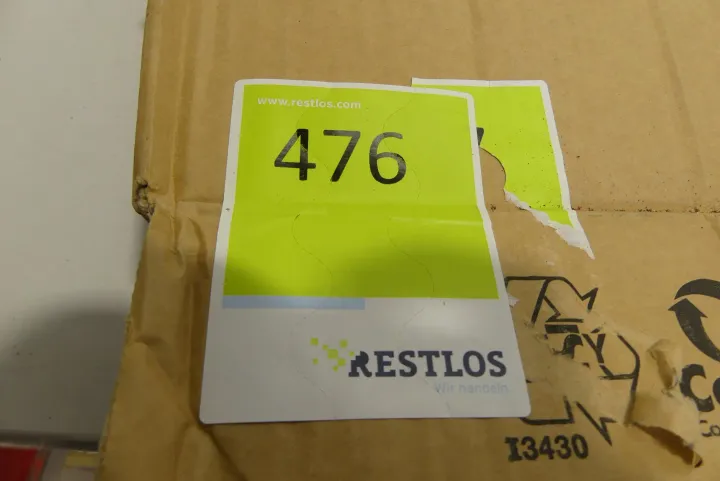 www.restlos.com
476
RESTLOS
Wir handeln
I3430